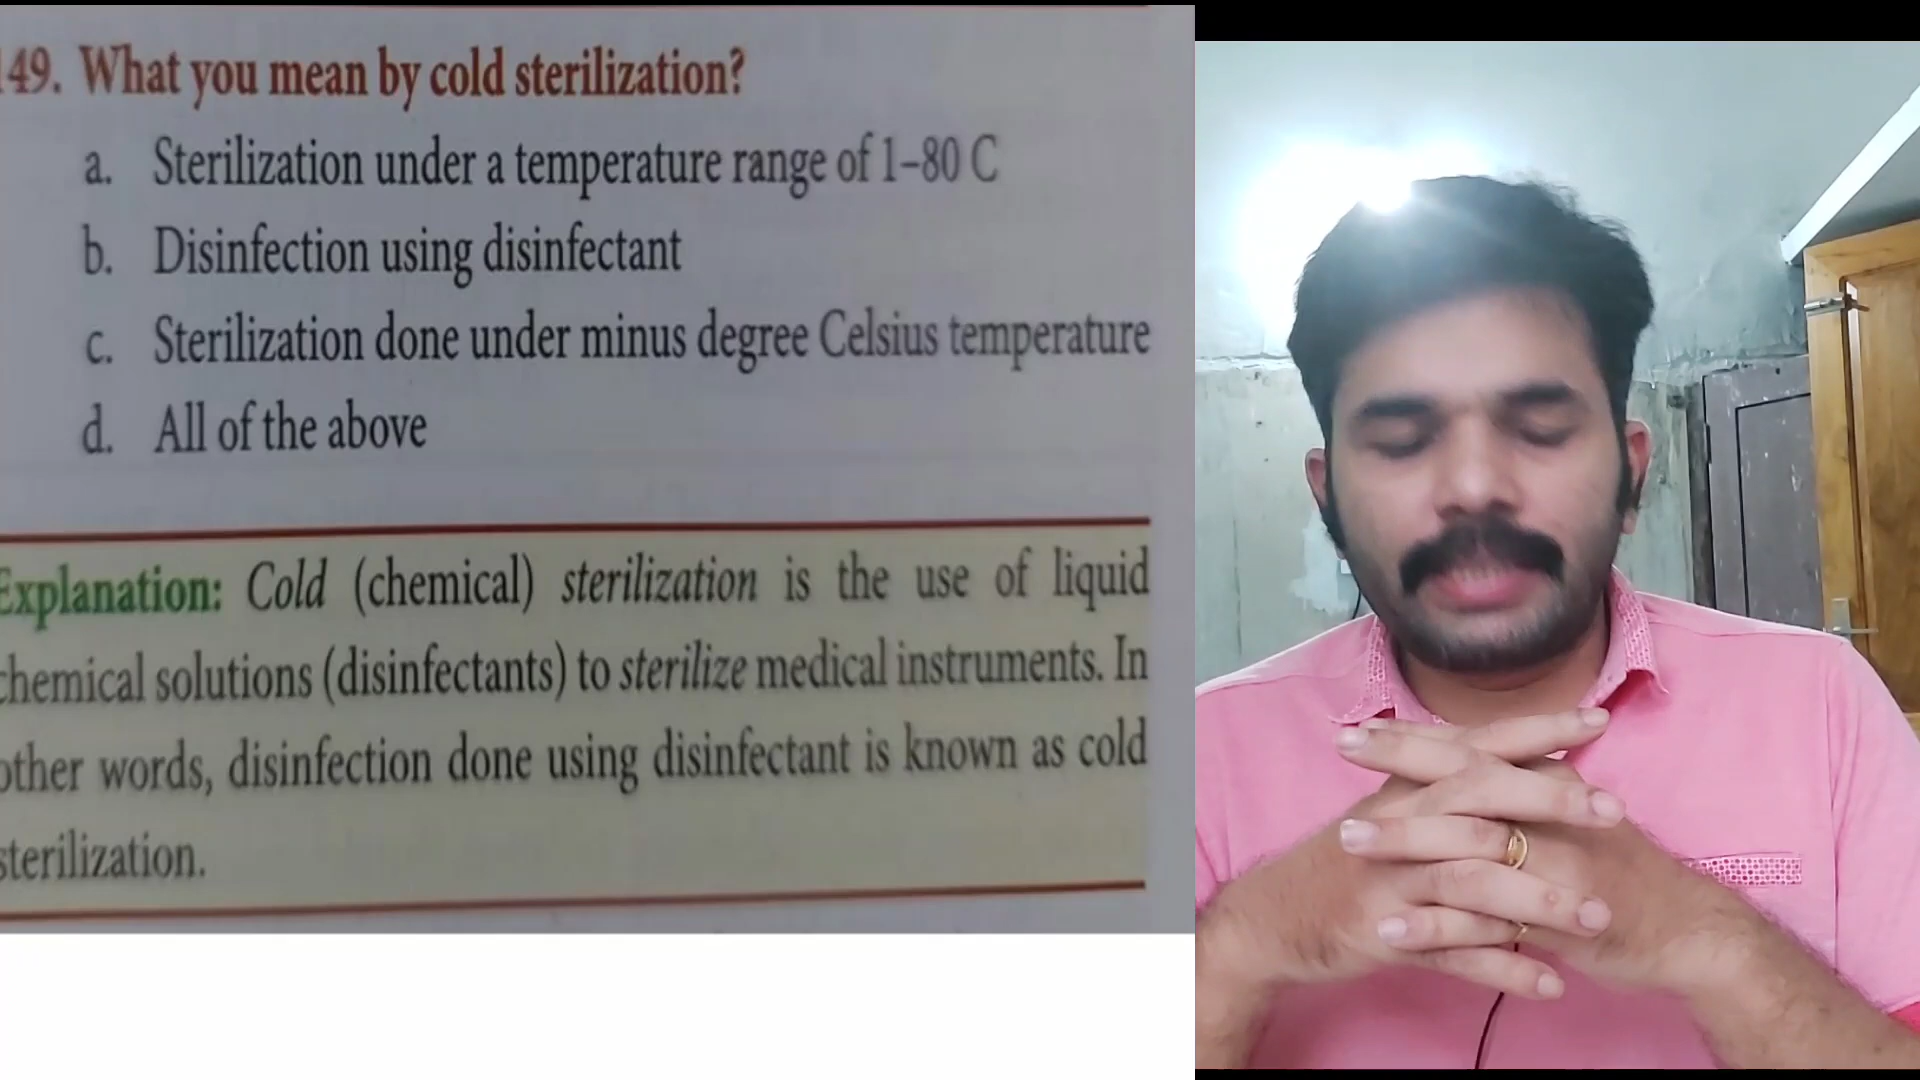 149. What you mean by cold sterilization?
a. Sterilization under a temperature range of 1–80 C
b. Disinfection using disinfectant
c. Sterilization done under minus degree Celsius temperature
d. All of the above
Explanation: Cold (chemical) sterilization is the use of liquid
chemical solutions (disinfectants) to sterilize medical instruments. In
other words, disinfection done using disinfectant is known as cold
sterilization.